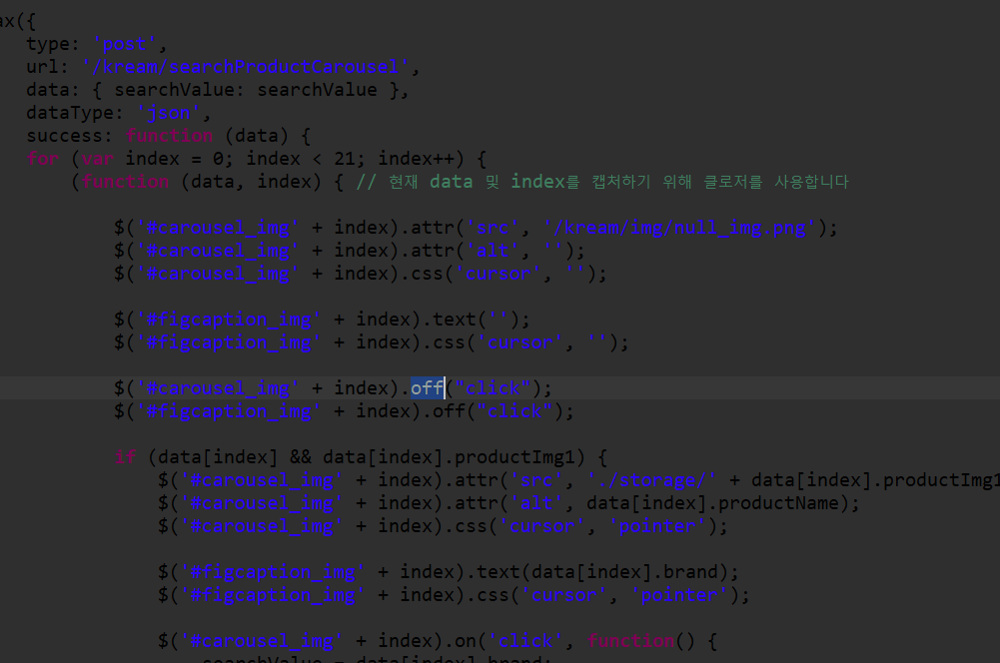 ax({
type: 'post',
url: '/kream/searchProductCarousel',
data: { searchValue: searchValue },
dataType: 'json',
success: function (data) {
for (var index = 0; index < 21; index++) {
(function (data, index) { // 현재 data 및 index를 캡처하기 위해 클로저를 사용합니다
$('#carousel_img' + index).attr('src', '/kream/img/null_img.png');
$('#carousel_img' + index).attr('alt', '');
$('#carousel_img' + index).css('cursor', '');
$('#figcaption_img' + index).text('');
$('#figcaption_img' + index).css('cursor', '');
$('#carousel_img' + index).off("click");
$('#figcaption_img' + index).off("click");
if (data[index] && data[index].productImg1) {
$('#carousel_img' + index).attr('src', './storage/' + data[index].productImg1
$('#carousel_img' + index).attr('alt', data[index].productName);
$('#carousel_img' + index).css('cursor', 'pointer');
$('#figcaption_img' + index).text(data[index].brand);
$('#figcaption_img' + index).css('cursor', 'pointer');
$('#carousel_img' + index).on('click', function() {
searchValue = data[index].brand;